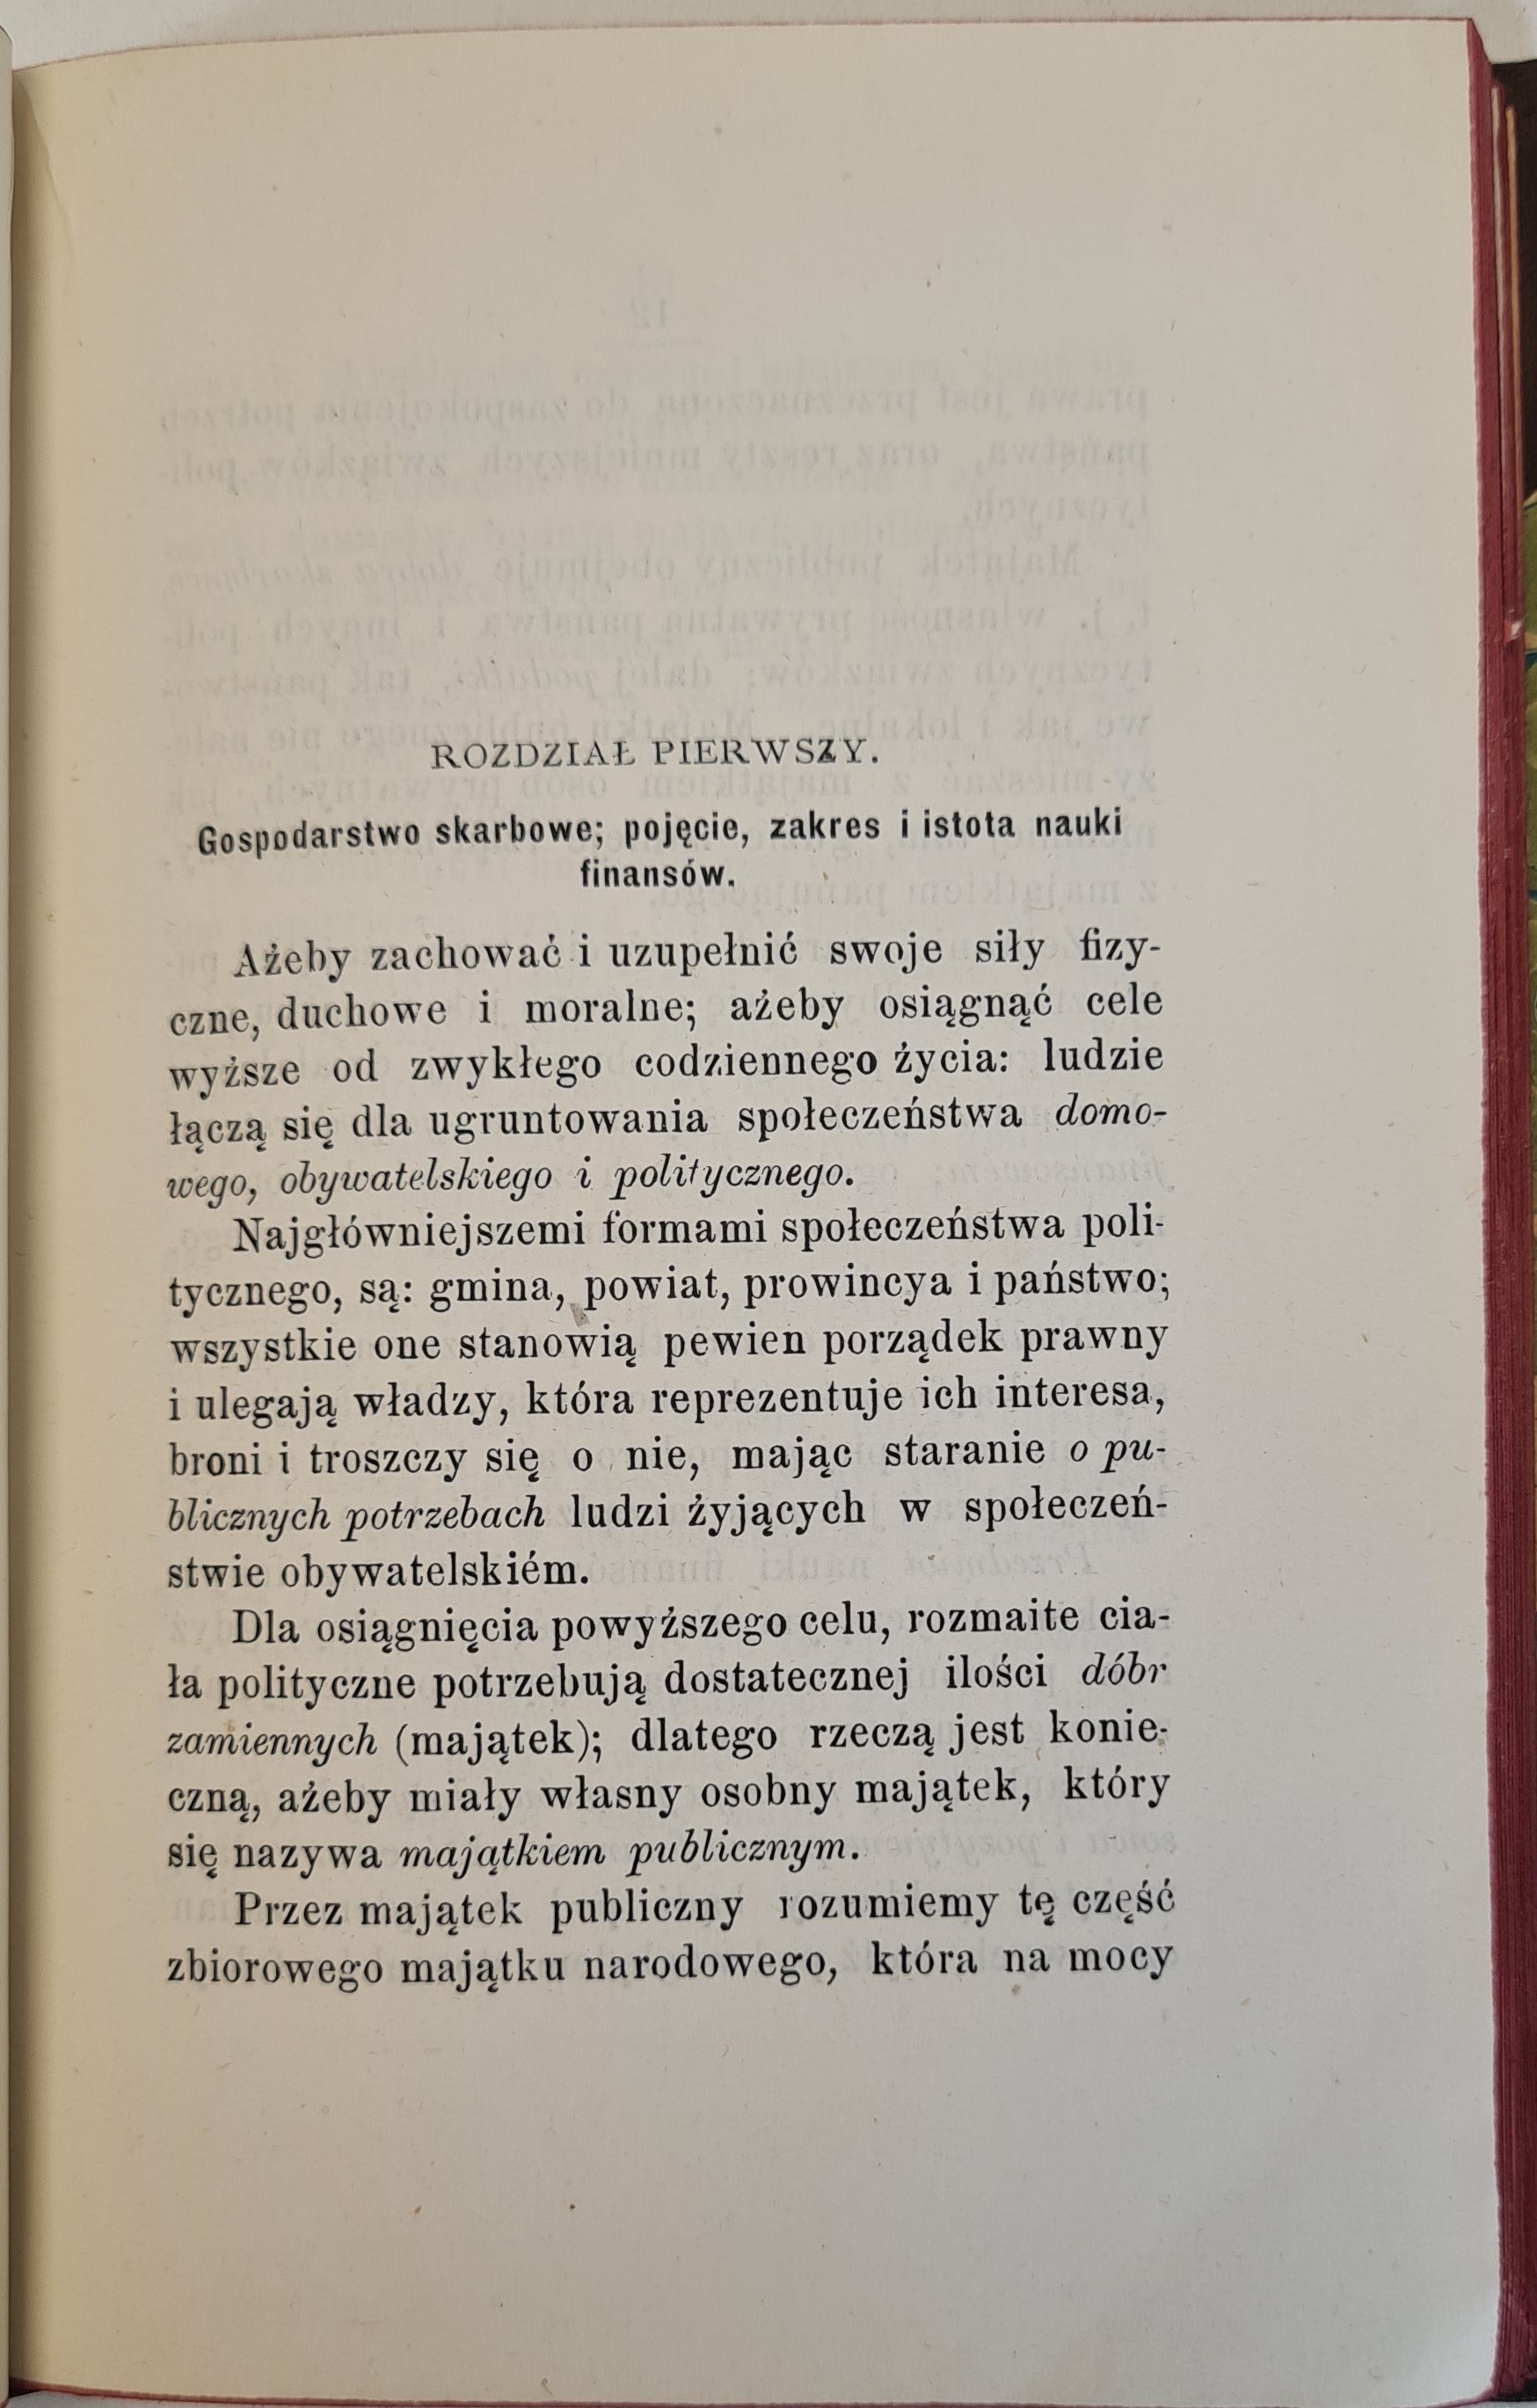 ROZDZIAŁ PIERWSZY.
Gospodarstwo skarbowe; pojęcie, zakres i istota nauki
finansów.
Ażeby zachować i uzupełnić swoje siły fizy-
czne, duchowe i moralne; ażeby osiągnąć cele
wyższe od zwykłego codziennego życia: ludzie
łączą się dla ugruntowania społeczeństwa domo-
wego, obywatelskiego i politycznego.
Najgłówniejszemi formami społeczeństwa poli-
tycznego, są: gmina, powiat, prowincya i państwo;
wszystkie one stanowią pewien porządek prawny
i ulegają władzy, która reprezentuje ich interesa,
broni i troszczy się o nie, mając staranie o pu-
blicznych potrzebach ludzi żyjących w społeczeń-
stwie obywatelskiém.
Dla osiągnięcia powyższego celu, rozmaite cia-
ła polityczne potrzebują dostatecznej ilości dóbr
zamiennych (majątek); dlatego rzeczą jest konie-
czną, ażeby miały własny osobny majątek, który
się nazywa majątkiem publicznym.
Przez majątek publiczny rozumiemy tę część
zbiorowego majątku narodowego, która na mocy